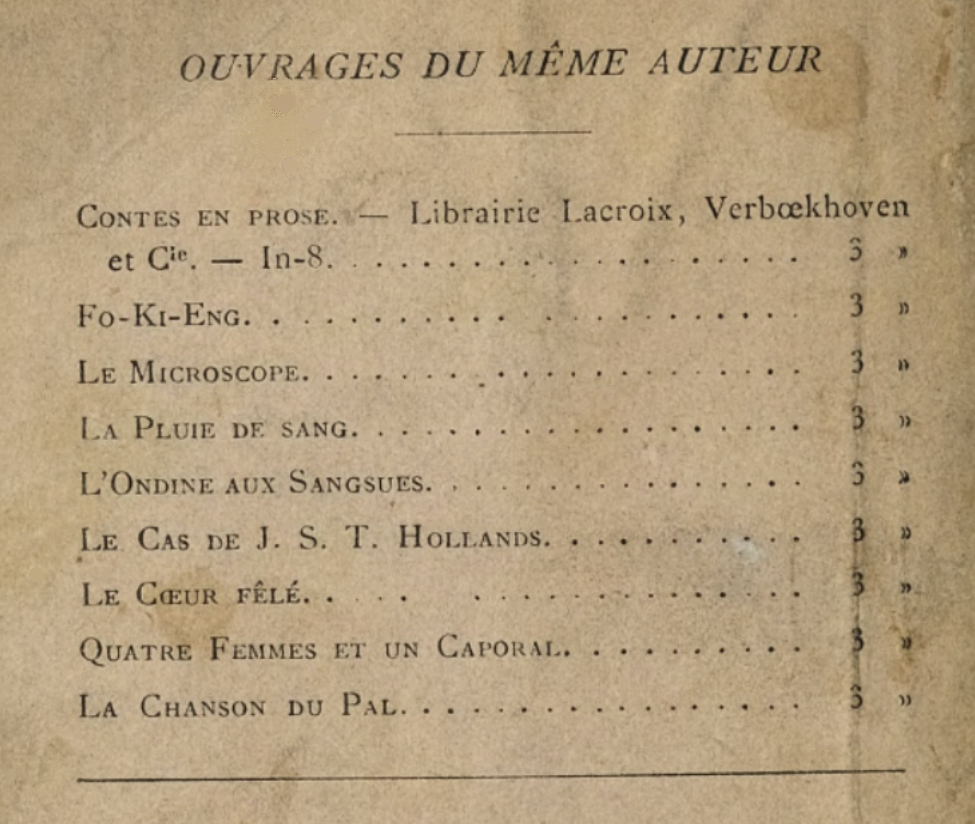 OUVRAGES DU MÊME AUTEUR
CONTES EN PROSE. — Librairie Lacroix, Verbœkhoven
et Cie. — In-8. . . . . . . . . . . . . . . . . . . . 3 »
FO-KI-ENG. . . . . . . . . . . . . . . . . . . . . . 3 »
LE MICROSCOPE. . . . . . . . . . . . . . . . . . . . 3 »
LA PLUIE DE SANG. . . . . . . . . . . . . . . . . . 3 »
L'ONDINE AUX SANGSUES. . . . . . . . . . . . . . . 3 »
LE CAS DE J. S. T. HOLLANDS. . . . . . . . . . . 3 »
LE CŒUR FÊLÉ. . . . . . . . . . . . . . . . . . . 3 »
QUATRE FEMMES ET UN CAPORAL. . . . . . . . . . 3 »
LA CHANSON DU PAL. . . . . . . . . . . . . . . . . 3 »